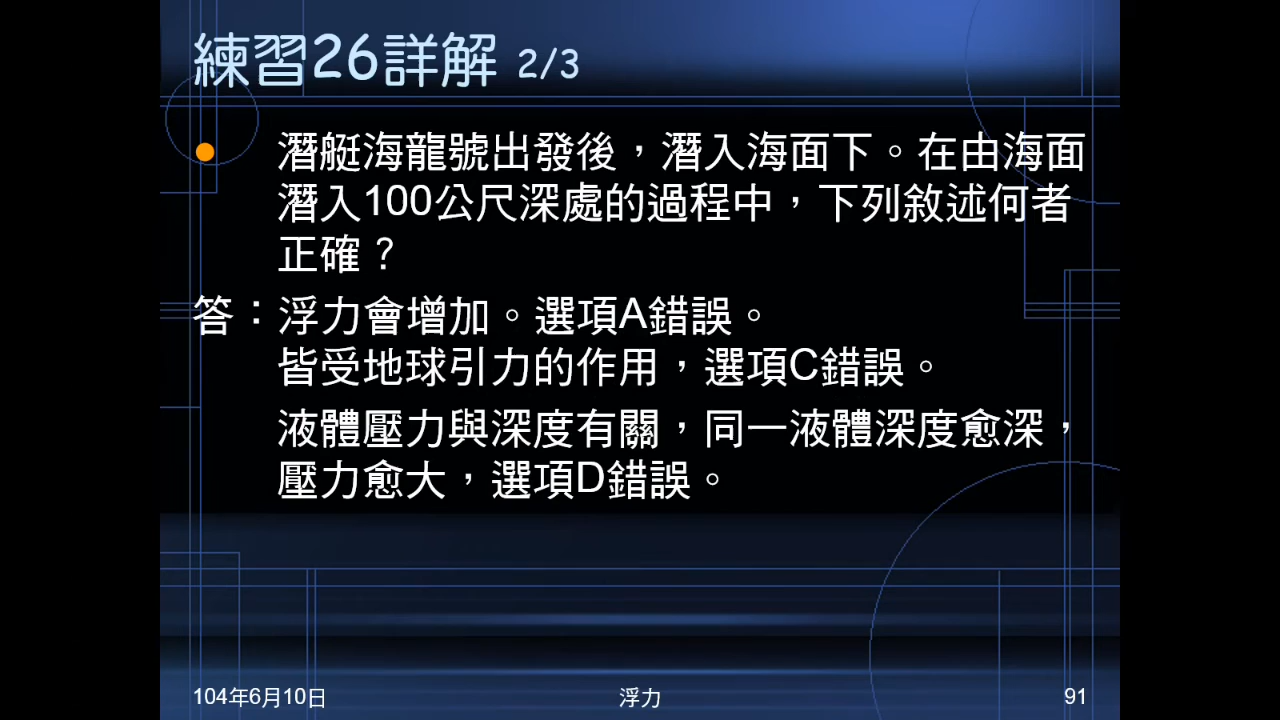 練習26詳解 2/3
潛艇海龍號出發後，潛入海面下。在由海面
潛入100公尺深處的過程中，下列敘述何者
正確？
答：浮力會增加。選項A錯誤。
皆受地球引力的作用，選項C錯誤。
液體壓力與深度有關，同一液體深度愈深，
壓力愈大，選項D錯誤。
104年6月10日
浮力
91